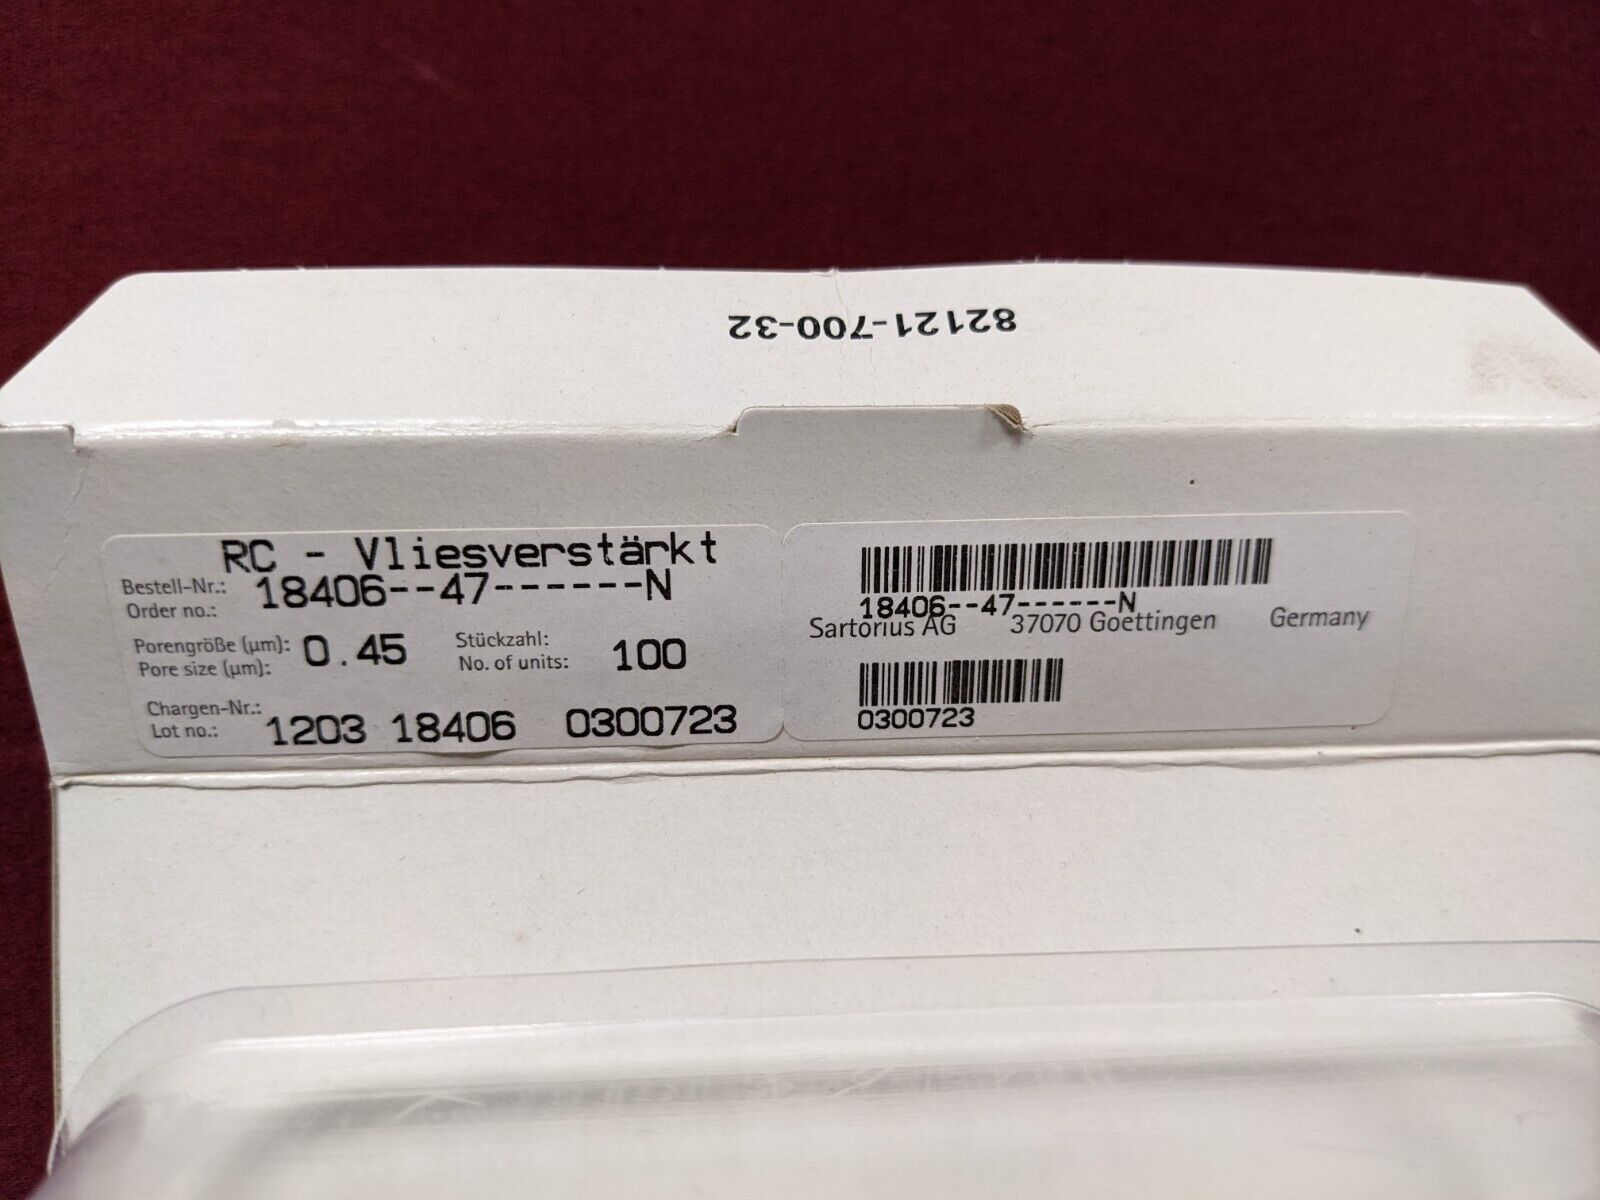 82121-700-32
RC - Vliesverstärkt
Bestell-Nr.:
Order no.:
18406--47------N
Porengröße (µm):
Pore size (µm):
0.45
Stückzahl:
No. of units:
100
Chargen-Nr.:
Lot no.:
1203 18406 0300723
18406--47------N
Sartorius AG 37070 Goettingen Germany
0300723